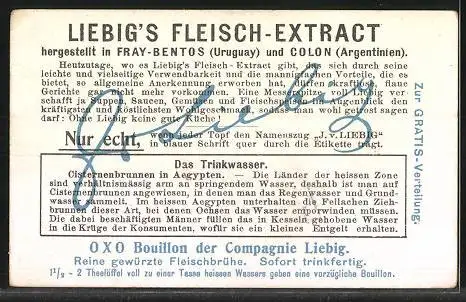 LIEBIG'S FLEISCH-EXTRACT
hergestellt in FRAY-BENTOS (Uruguay) und COLON (Argentinien).
Heutzutage, wo es Liebig's Fleisch-Extract gibt, den sich durch seine
leichte und vielseitige Verwendbarkeit und die mannigfachen Vorteile, die es
bietet, so allgemeine Anerkennung erworben hat, dürfen kraftlose, flaue
Gerichte gar nicht mehr vorkommen. Eine Messerspitze voll Liebig ver-
schafft ja Suppen, Saucen, Gemüsen und Fleischspeisen im Augenblick den
kräftigsten und köstlichsten Wohlgeschmack, sodass man wohl getrost sagen
darf: Ohne Liebig keine gute Küche!
Nur echt, wenn jeder Topf den Namenszug "J. v. LIEBIG"
in blauer Schrift quer durch die Etikette trägt.
J. v. Liebig
Zur GRATIS-Verteilung.
Das Trinkwasser.
Cisternenbrunnen in Aegypten. — Die Länder der heissen Zone
sind verhältnismässig arm an springendem Wasser, deshalb ist man auf
Cisternenbrunnen angewiesen, in denen man das Regenwasser und Grund-
wasser sammelt. Im heissen Aegypten unterhalten die Fellachen Zieh-
brunnen dieser Art, bei denen Ochsen das Wasser emporwinden müssen.
Die dabei beschäftigten Männer füllen das in Kesseln gehobene Wasser
in die Krüge der Konsumenten, wofür sie ein kleines Entgelt erhalten.
OXO Bouillon der Compagnie Liebig.
Reine gewürzte Fleischbrühe. Sofort trinkfertig.
1½ - 2 Theelöffel voll zu einer Tasse heissen Wassers geben eine vorzügliche Bouillon.